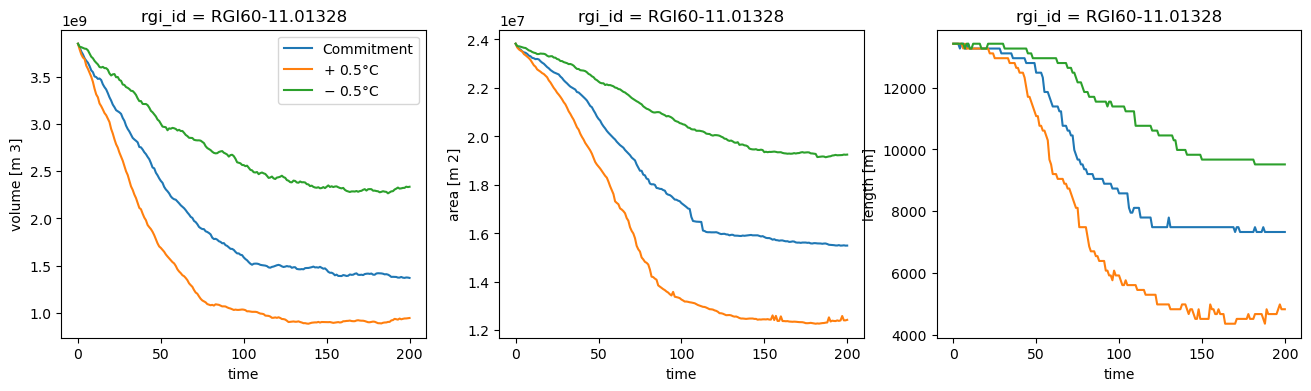 rgi_id = RGI60-11.01328
1e9
volume [m 3]
3.5
3.0
2.5
2.0
1.5
1.0
Commitment
+ 0.5°C
− 0.5°C
0
50
100
150
200
time
rgi_id = RGI60-11.01328
1e7
area [m 2]
2.4
2.2
2.0
1.8
1.6
1.4
1.2
0
50
100
150
200
time
rgi_id = RGI60-11.01328
length [m]
12000
10000
8000
6000
4000
0
50
100
150
200
time